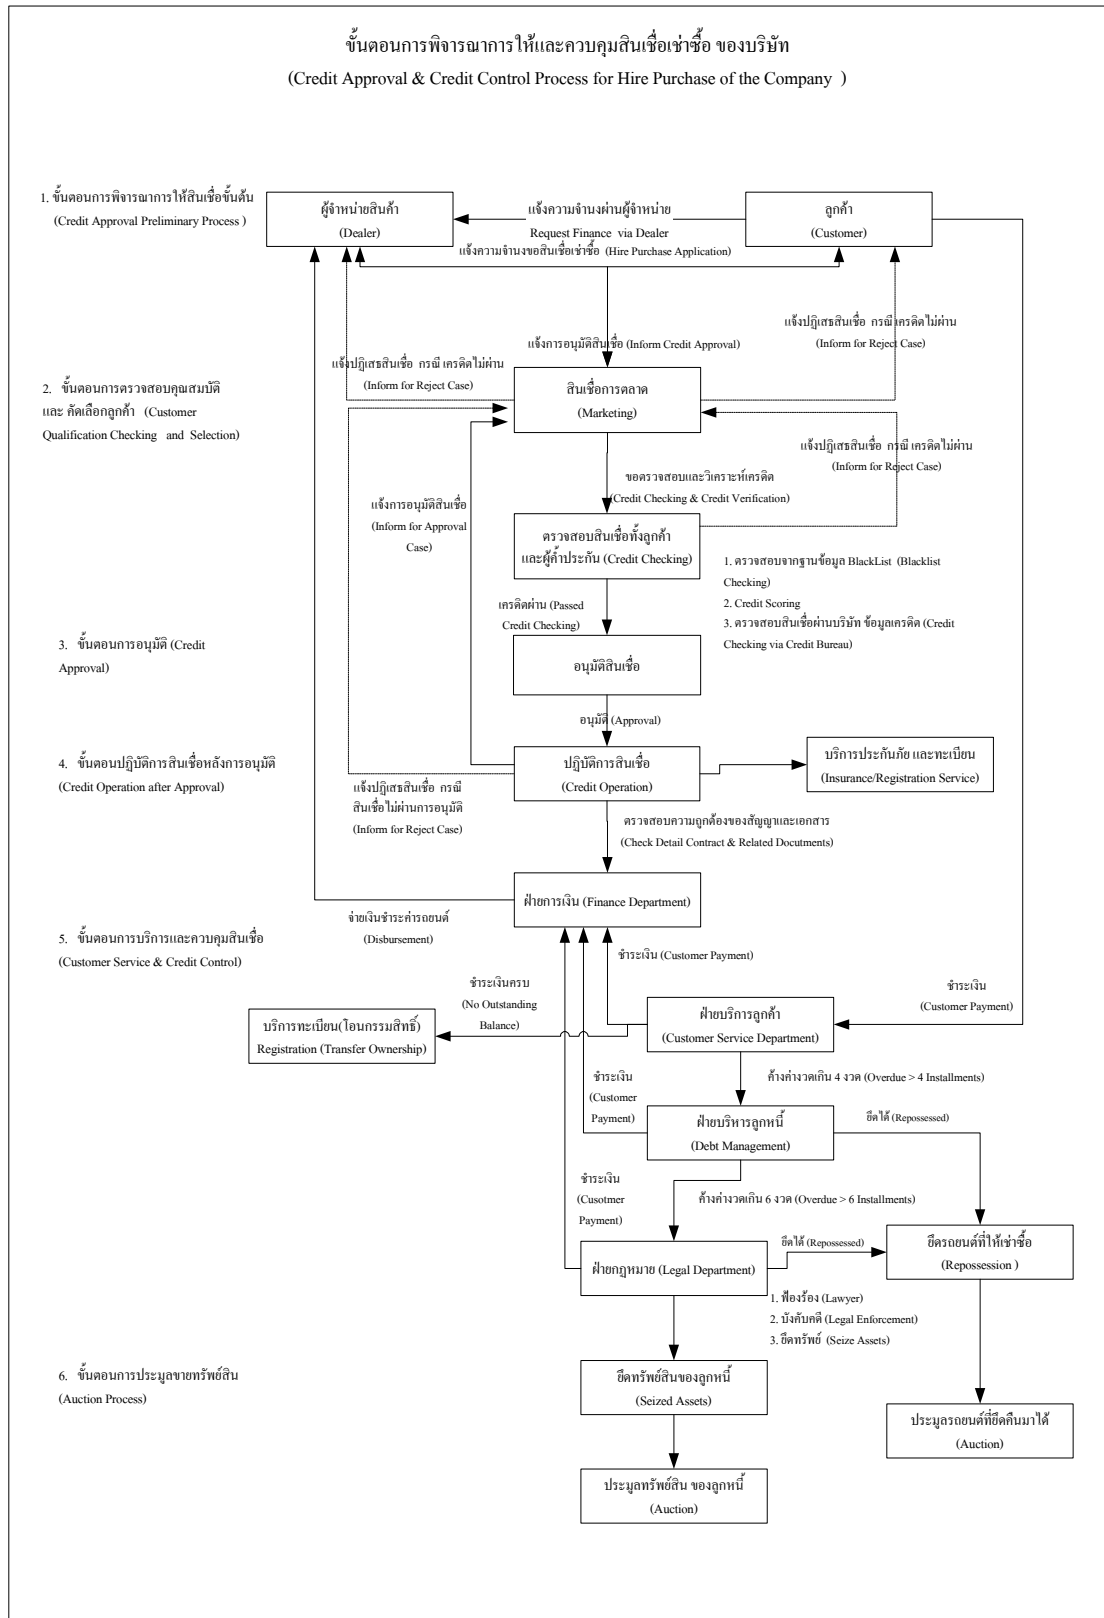 ขั้นตอนการพิจารณาการให้และควบคุมสินเชื่อเช่าซื้อ ของบริษัท
(Credit Approval & Credit Control Process for Hire Purchase of the Company )
1. ขั้นตอนการพิจารณาการให้สินเชื่อขั้นต้น
(Credit Approval Preliminary Process )
ผู้จำหน่ายสินค้า
(Dealer)
แจ้งความจำนงผ่านผู้จำหน่าย
Request Finance via Dealer
ลูกค้า
(Customer)
แจ้งความจำนงขอสินเชื่อเช่าซื้อ (Hire Purchase Application)
แจ้งการอนุมัติสินเชื่อ (Inform Credit Approval)
แจ้งปฏิเสธสินเชื่อ กรณี เครดิตไม่ผ่าน
(Inform for Reject Case)
แจ้งปฏิเสธสินเชื่อ กรณี เครดิตไม่ผ่าน
(Inform for Reject Case)
2. ขั้นตอนการตรวจสอบคุณสมบัติ
และ คัดเลือกลูกค้า (Customer
Qualification Checking and Selection)
สินเชื่อการตลาด
(Marketing)
แจ้งปฏิเสธสินเชื่อ กรณี เครดิตไม่ผ่าน
(Inform for Reject Case)
ขอตรวจสอบและวิเคราะห์เครดิต
(Credit Checking & Credit Verification)
แจ้งการอนุมัติสินเชื่อ
(Inform for Approval
Case)
ตรวจสอบสินเชื่อทั้งลูกค้า
และผู้ค้ำประกัน (Credit Checking)
1. ตรวจสอบจากฐานข้อมูล BlackList (Blacklist
Checking)
2. Credit Scoring
3. ตรวจสอบสินเชื่อผ่านบริษัท ข้อมูลเครดิต (Credit
Checking via Credit Bureau)
เครดิตผ่าน (Passed
Credit Checking)
3. ขั้นตอนการอนุมัติ (Credit
Approval)
อนุมัติสินเชื่อ
อนุมัติ (Approval)
4. ขั้นตอนปฏิบัติการสินเชื่อหลังการอนุมัติ
(Credit Operation after Approval)
ปฏิบัติการสินเชื่อ
(Credit Operation)
บริการประกันภัย และทะเบียน
(Insurance/Registration Service)
แจ้งปฏิเสธสินเชื่อ กรณี
สินเชื่อไม่ผ่านการอนุมัติ
(Inform for Reject Case)
ตรวจสอบความถูกต้องของสัญญาและเอกสาร
(Check Detail Contract & Related Docutments)
ฝ่ายการเงิน (Finance Department)
จ่ายเงินชำระค่ารถยนต์
(Disbursement)
5. ขั้นตอนการบริการและควบคุมสินเชื่อ
(Customer Service & Credit Control)
ชำระเงิน (Customer Payment)
ชำระเงินครบ
(No Outstanding
Balance)
ชำระเงิน
(Customer Payment)
บริการทะเบียน(โอนกรรมสิทธิ์)
Registration (Transfer Ownership)
ฝ่ายบริการลูกค้า
(Customer Service Department)
ค้างค่างวดเกิน 4 งวด (Overdue > 4 Installments)
ชำระเงิน
(Customer
Payment)
ฝ่ายบริหารลูกหนี้
(Debt Management)
ยึดได้ (Repossessed)
ชำระเงิน
(Cusotmer
Payment)
ค้างค่างวดเกิน 6 งวด (Overdue > 6 Installments)
ฝ่ายกฎหมาย (Legal Department)
ยึดได้ (Repossessed)
ยึดรถยนต์ที่ให้เช่าซื้อ
(Repossession )
1. ฟ้องร้อง (Lawyer)
2. บังคับคดี (Legal Enforcement)
3. ยึดทรัพย์ (Seize Assets)
6. ขั้นตอนการประมูลขายทรัพย์สิน
(Auction Process)
ยึดทรัพย์สินของลูกหนี้
(Seized Assets)
ประมูลรถยนต์ที่ยึดคืนมาได้
(Auction)
ประมูลทรัพย์สิน ของลูกหนี้
(Auction)